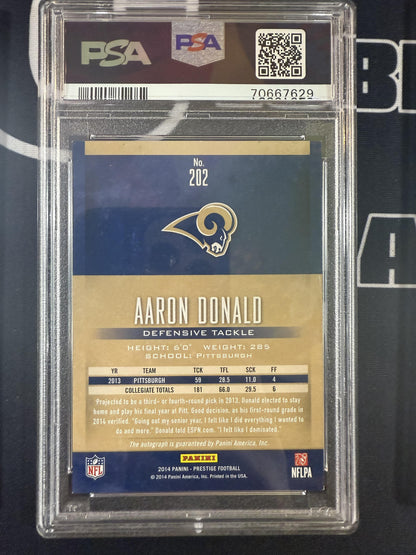 PSA
PSA
70667629
No.
202
AARON DONALD
DEFENSIVE TACKLE
HEIGHT: 6'0" WEIGHT: 285
SCHOOL: PITTSBURGH
YR TEAM TCK TFL SCK FF
2013 PITTSBURGH 59 28.5 11.0 4
COLLEGIATE TOTALS 181 66.0 29.5 6
Projected to be a third- or fourth-round pick in 2013, Donald elected to stay
home and play his final year at Pitt. Good decision, as his first-round grade in
2014 verified. "Going out my senior year, I felt like I did everything I wanted
to do and more," Donald told ESPN.com. "I felt like I dominated."
The autograph is guaranteed by Panini America, Inc.
PANINI
NFL
NFLPA
2014 PANINI - PRESTIGE FOOTBALL
© 2014 Panini America, Inc. Printed in the USA.